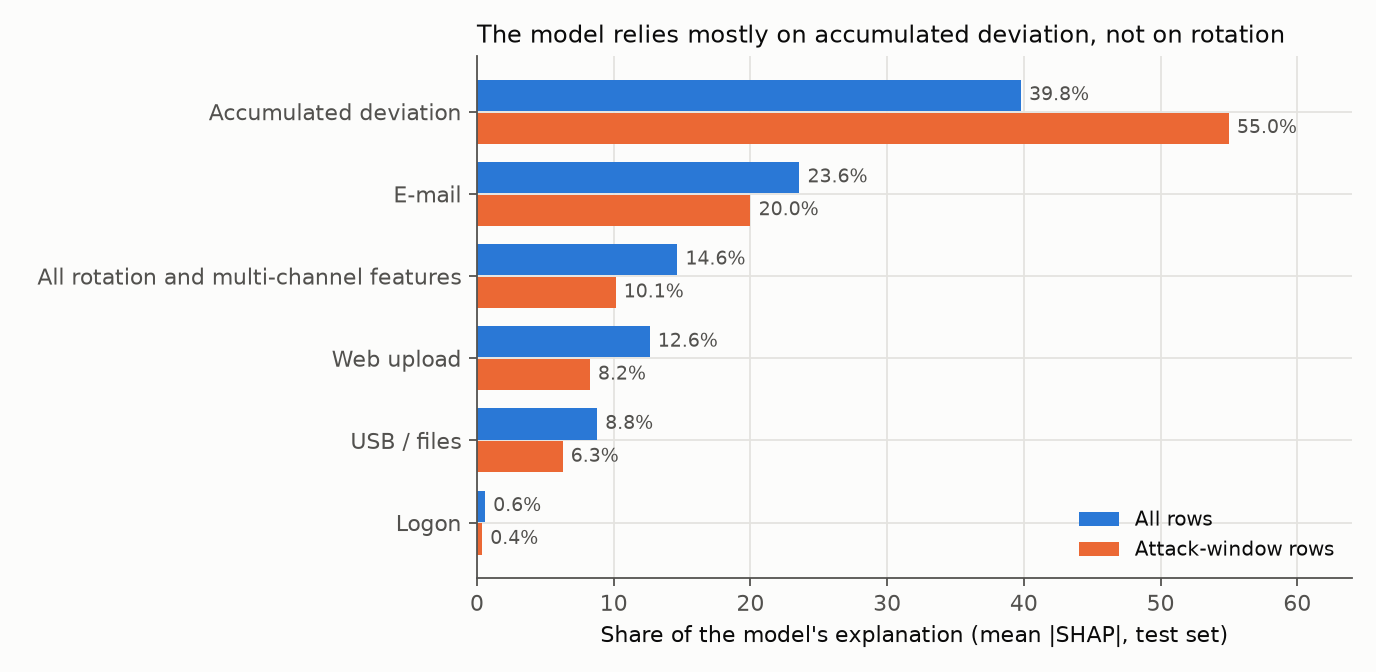 The model relies mostly on accumulated deviation, not on rotation
Accumulated deviation
39.8%
55.0%
E-mail
23.6%
20.0%
All rotation and multi-channel features
14.6%
10.1%
Web upload
12.6%
8.2%
USB / files
8.8%
6.3%
Logon
0.6%
0.4%
All rows
Attack-window rows
0 10 20 30 40 50 60
Share of the model's explanation (mean |SHAP|, test set)